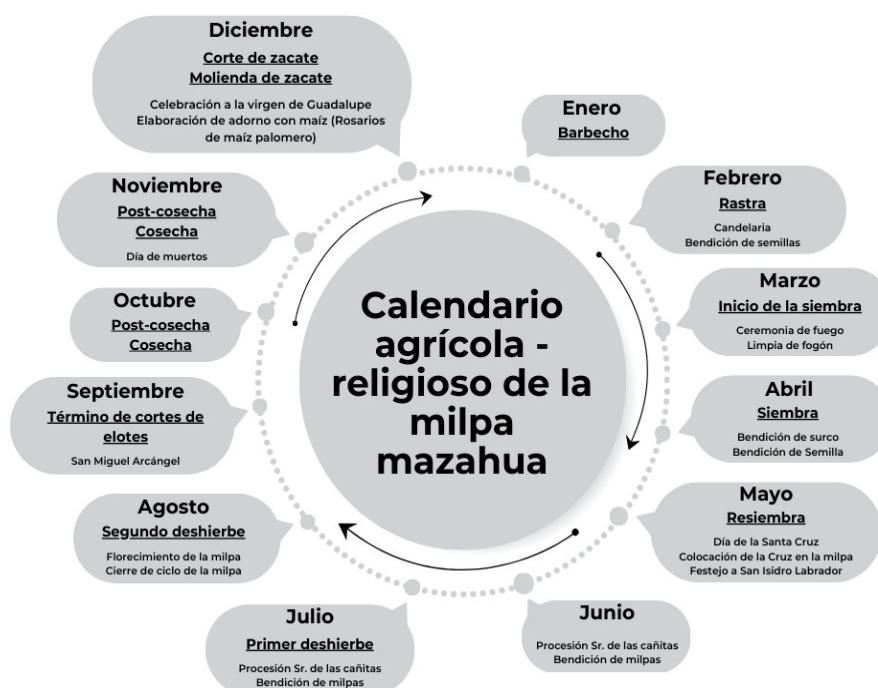 Calendario
agrícola -
religioso de la
milpa
mazahua
Enero
Barbecho
Febrero
Rastra
Candelaria
Bendición de semillas
Marzo
Inicio de la siembra
Ceremonia de fuego
Limpia de fogón
Abril
Siembra
Bendición de surco
Bendición de Semilla
Mayo
Resiembra
Día de la Santa Cruz
Colocación de la Cruz en la milpa
Festejo a San Isidro Labrador
Junio
Procesión Sr. de las cañitas
Bendición de milpas
Julio
Primer deshierbe
Procesión Sr. de las cañitas
Bendición de milpas
Agosto
Segundo deshierbe
Florecimiento de la milpa
Cierre de ciclo de la milpa
Septiembre
Término de cortes de
elotes
San Miguel Arcángel
Octubre
Post-cosecha
Cosecha
Noviembre
Post-cosecha
Cosecha
Día de muertos
Diciembre
Corte de zacate
Molienda de zacate
Celebración a la virgen de Guadalupe
Elaboración de adorno con maíz (Rosarios
de maíz palomero)